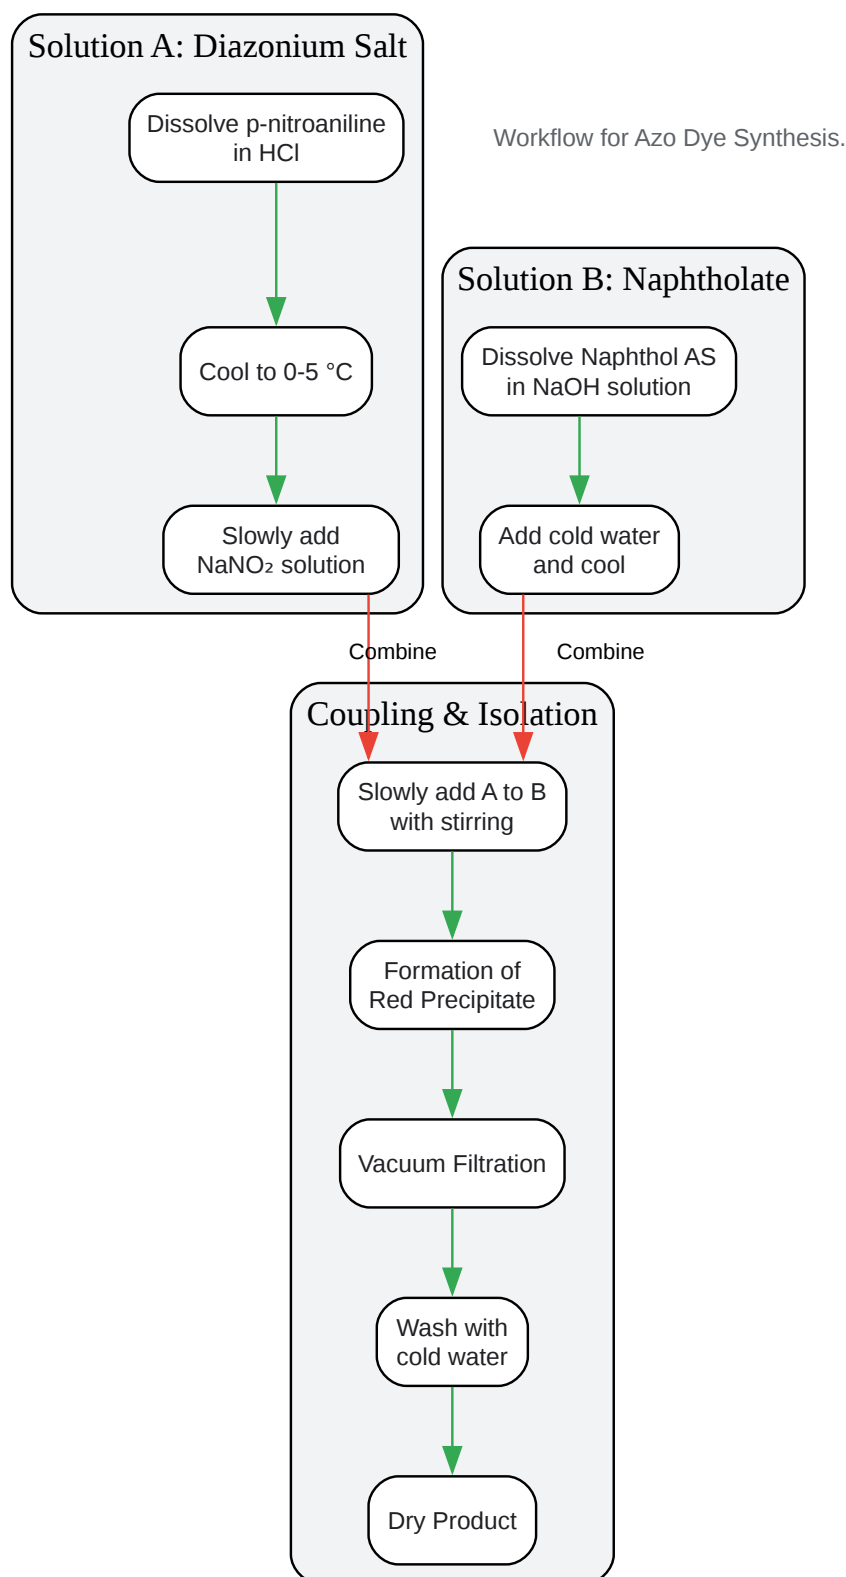 Solution A: Diazonium Salt
Dissolve p-nitroaniline
in HCl
Workflow for Azo Dye Synthesis.
Cool to 0-5 °C
Slowly add
NaNO₂ solution
Solution B: Naphtholate
Dissolve Naphthol AS
in NaOH solution
Add cold water
and cool
Combine
Combine
Coupling & Isolation
Slowly add A to B
with stirring
Formation of
Red Precipitate
Vacuum Filtration
Wash with
cold water
Dry Product